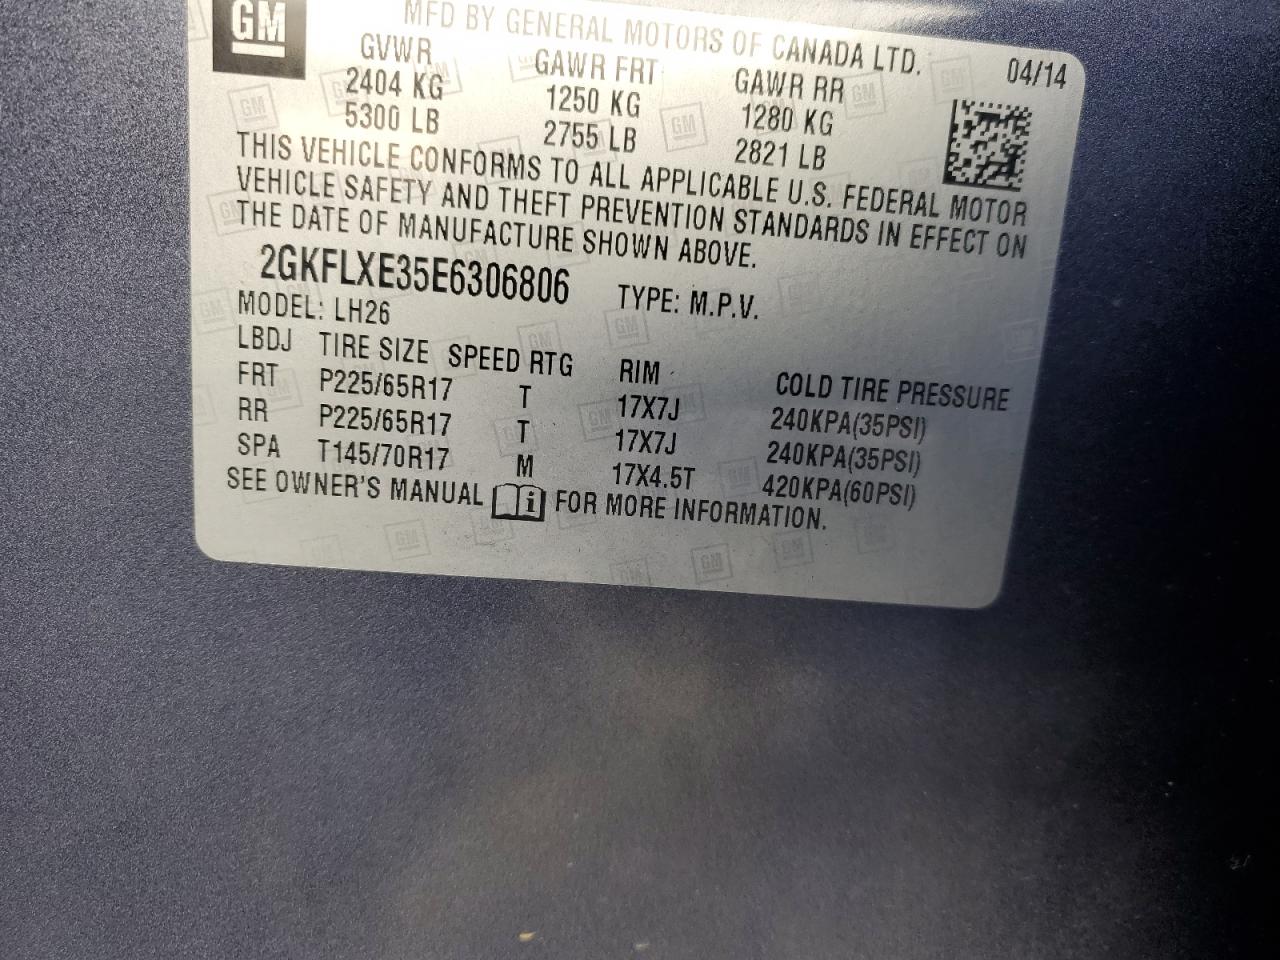 GM
MFD BY GENERAL MOTORS OF CANADA LTD.
GVWR GAWR FRT GAWR RR 04/14
2404 KG 1250 KG 1280 KG
5300 LB 2755 LB 2821 LB
THIS VEHICLE CONFORMS TO ALL APPLICABLE U.S. FEDERAL MOTOR
VEHICLE SAFETY AND THEFT PREVENTION STANDARDS IN EFFECT ON
THE DATE OF MANUFACTURE SHOWN ABOVE.
2GKFLXE35E6306806 TYPE: M.P.V.
MODEL: LH26
LBDJ TIRE SIZE SPEED RTG RIM COLD TIRE PRESSURE
FRT P225/65R17 T 17X7J 240KPA(35PSI)
RR P225/65R17 T 17X7J 240KPA(35PSI)
SPA T145/70R17 M 17X4.5T 420KPA(60PSI)
SEE OWNER'S MANUAL i FOR MORE INFORMATION.